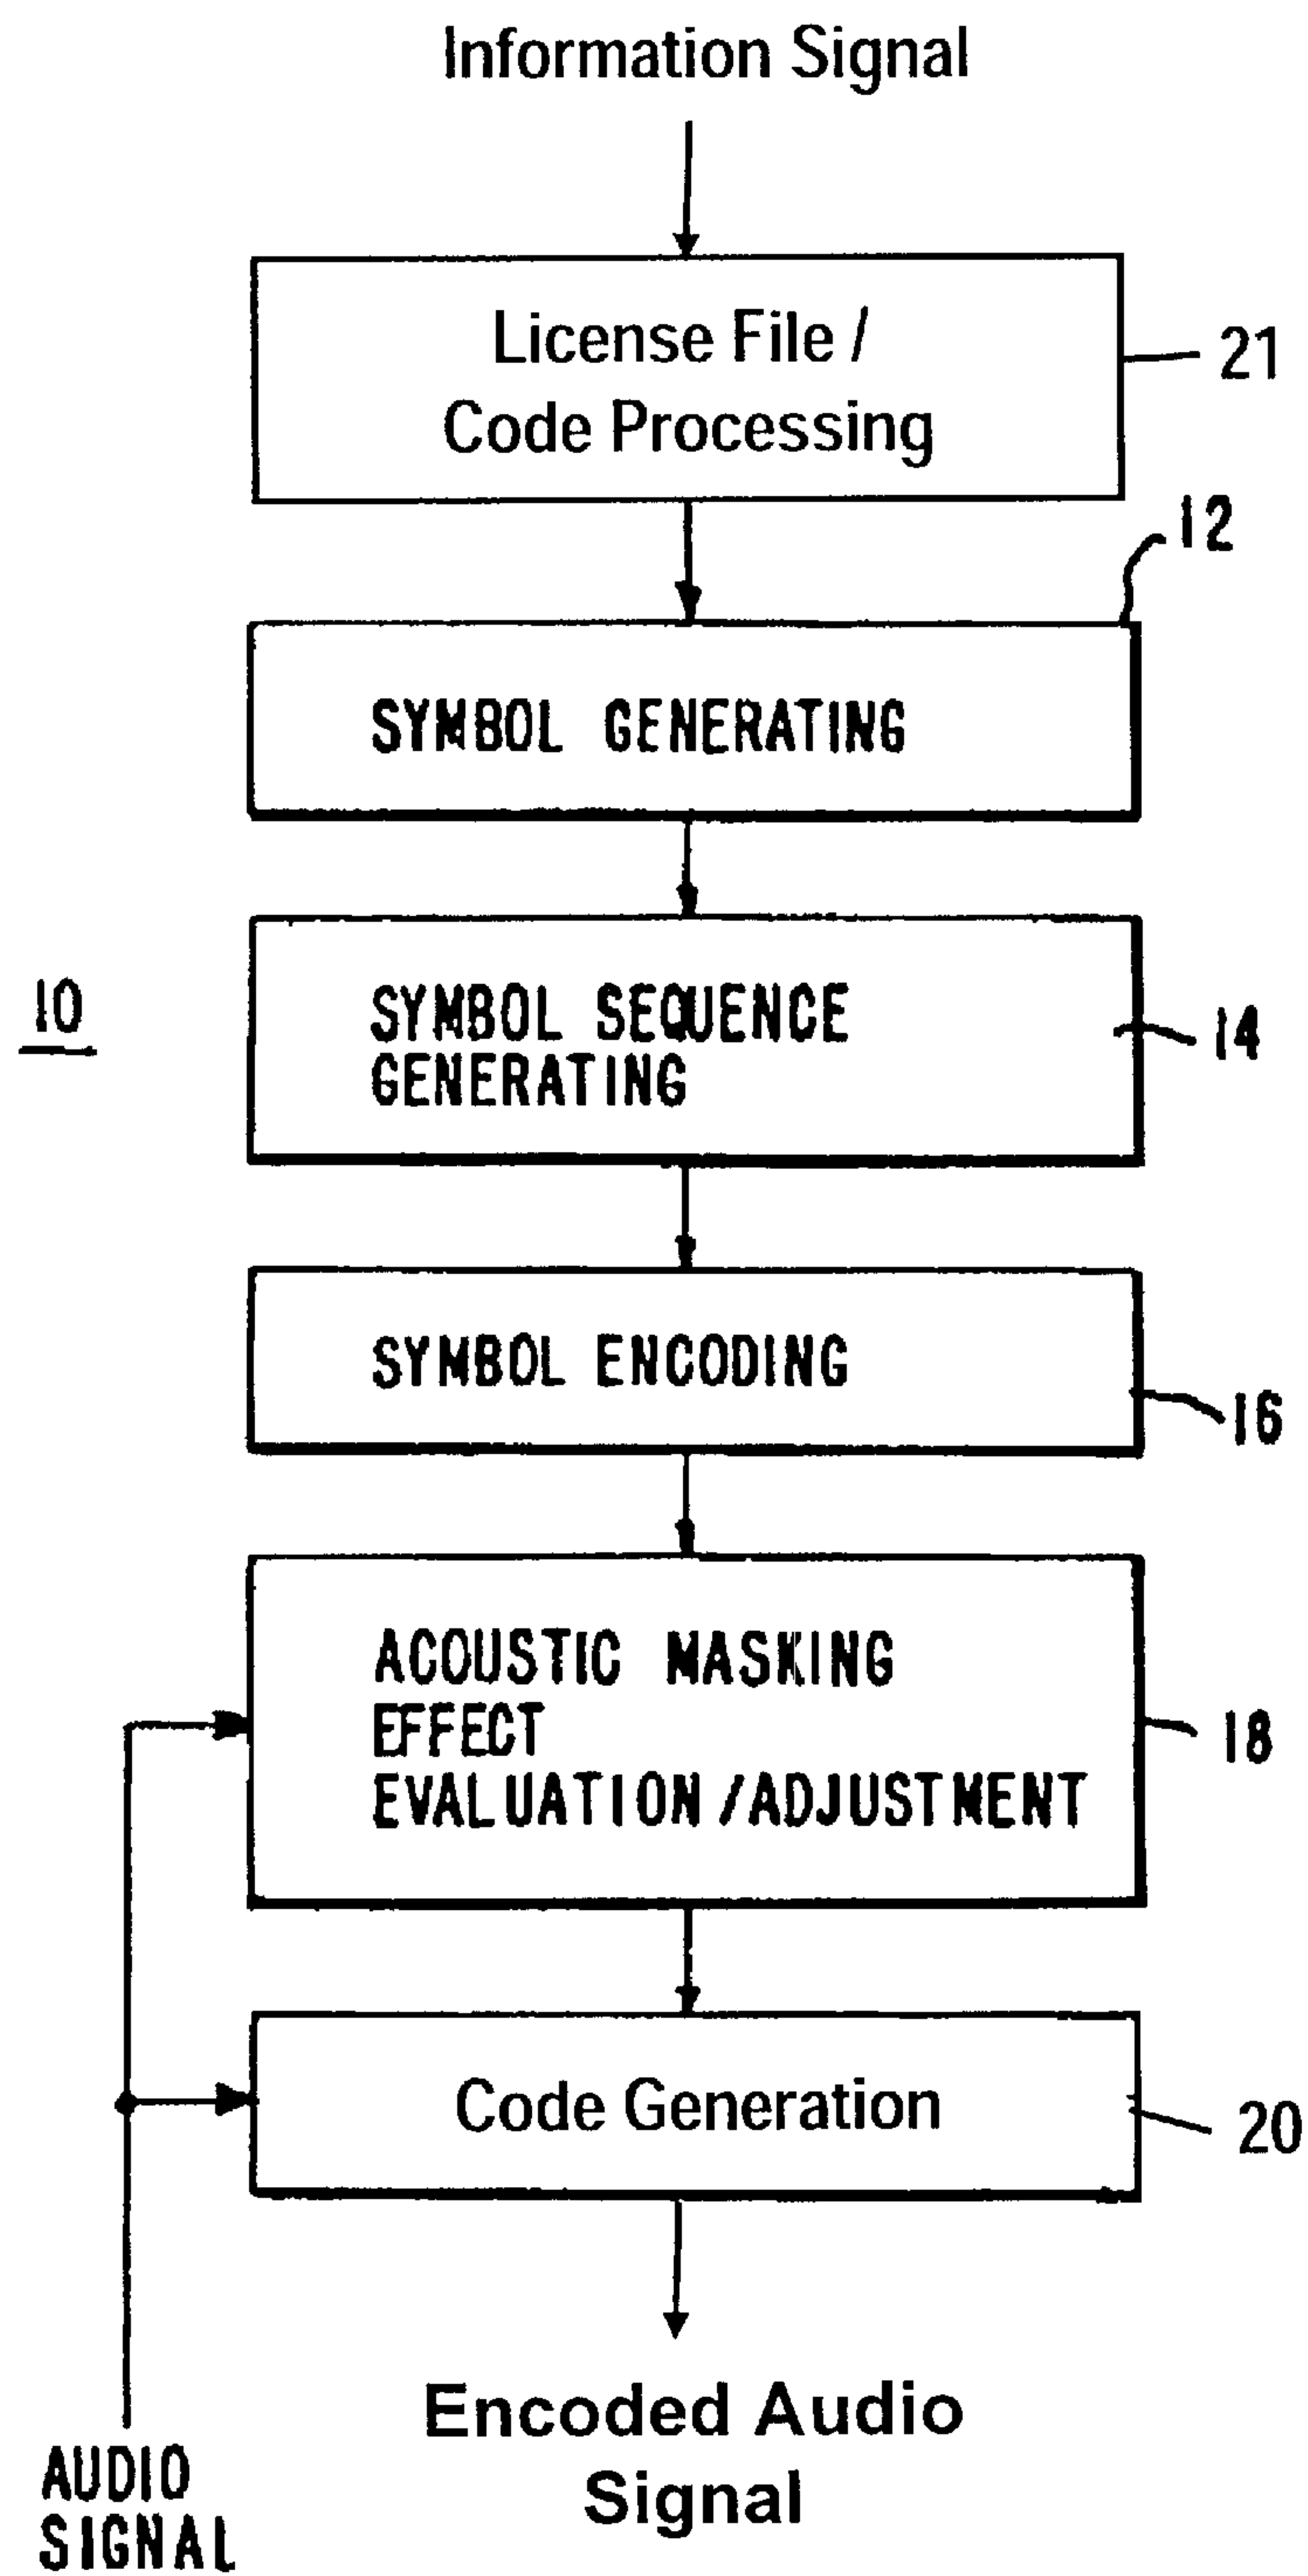 Information Signal
License File /
Code Processing
21
12
SYMBOL GENERATING
10
SYMBOL SEQUENCE
GENERATING
14
SYMBOL ENCODING
16
ACOUSTIC MASKING
EFFECT
EVALUATION/ADJUSTMENT
18
Code Generation
20
Encoded Audio
Signal
AUDIO
SIGNAL